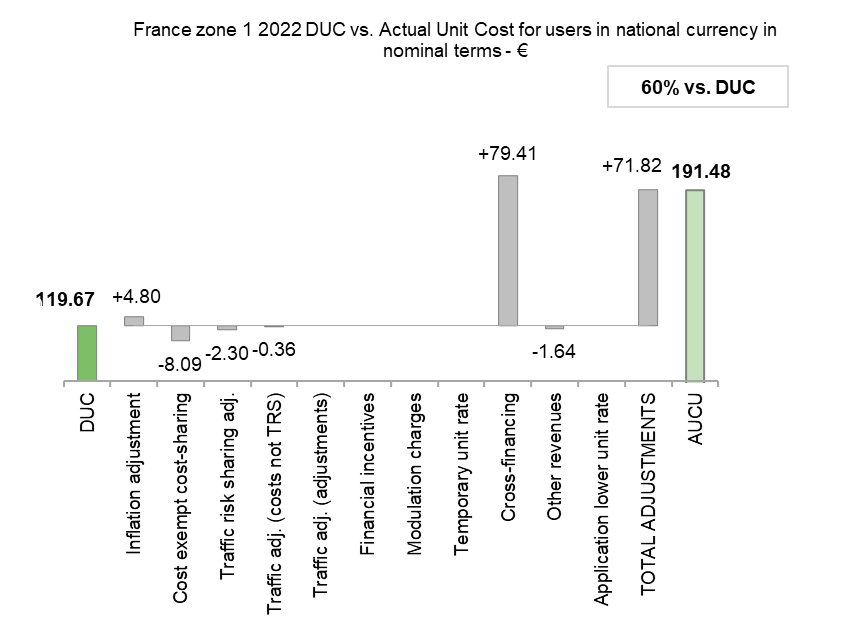 France zone 1 2022 DUC vs. Actual Unit Cost for users in national currency in
nominal terms - €
60% vs. DUC
+79.41
+71.82
191.48
119.67
+4.80
-8.09
-2.30
-0.36
-1.64
DUC
Inflation adjustment
Cost exempt cost-sharing
Traffic risk sharing adj.
Traffic adj. (costs not TRS)
Traffic adj. (adjustments)
Financial incentives
Modulation charges
Temporary unit rate
Cross-financing
Other revenues
Application lower unit rate
TOTAL ADJUSTMENTS
AUCU